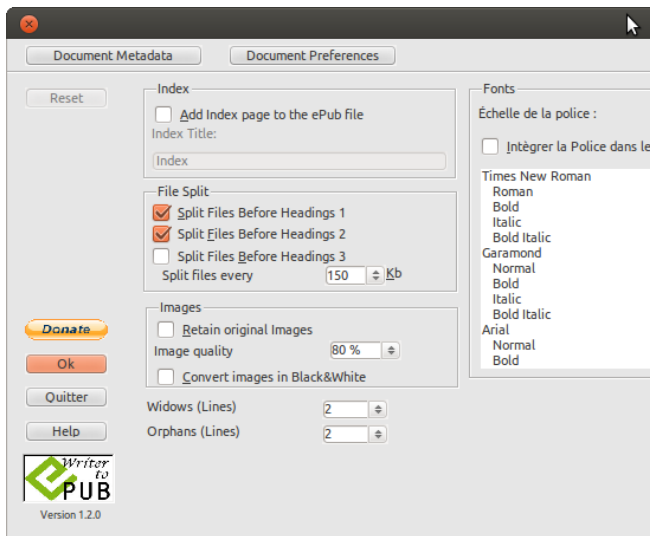 Document Metadata
Document Preferences
Reset
Index
Add Index page to the ePub file
Index Title:
Index
File Split
Split Files Before Headings 1
Split Files Before Headings 2
Split Files Before Headings 3
Split files every 150 Kb
Images
Retain original Images
Image quality 80 %
Convert images in Black&White
Widows (Lines) 2
Orphans (Lines) 2
Fonts
Échelle de la police :
Intègrer la Police dans le
Times New Roman
Roman
Bold
Italic
Bold Italic
Garamond
Normal
Bold
Italic
Bold Italic
Arial
Normal
Bold
Donate
Ok
Quitter
Help
Writer
to
ePUB
Version 1.2.0